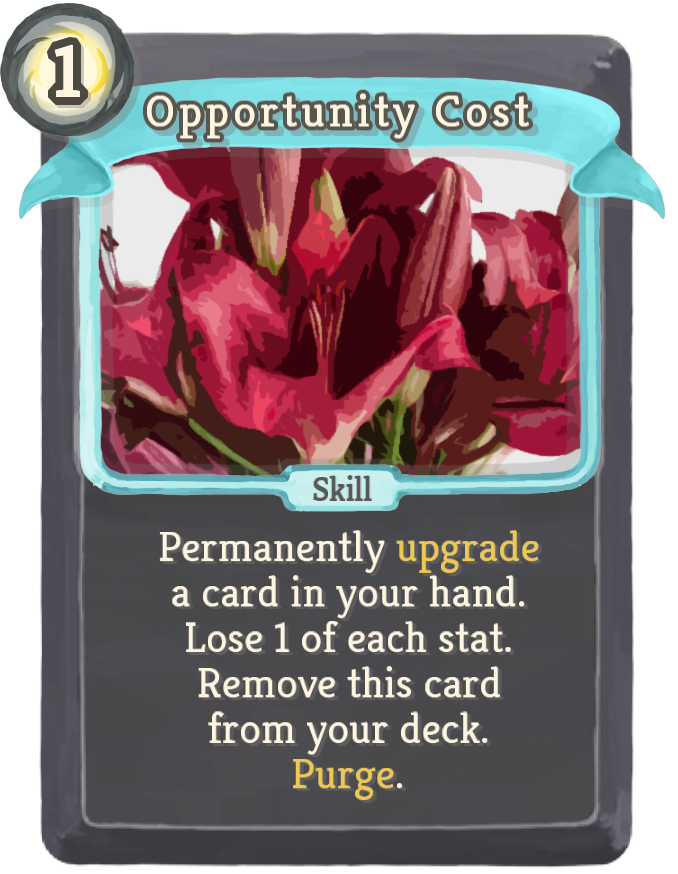 1
Opportunity Cost
Skill
Permanently upgrade
a card in your hand.
Lose 1 of each stat.
Remove this card
from your deck.
Purge.